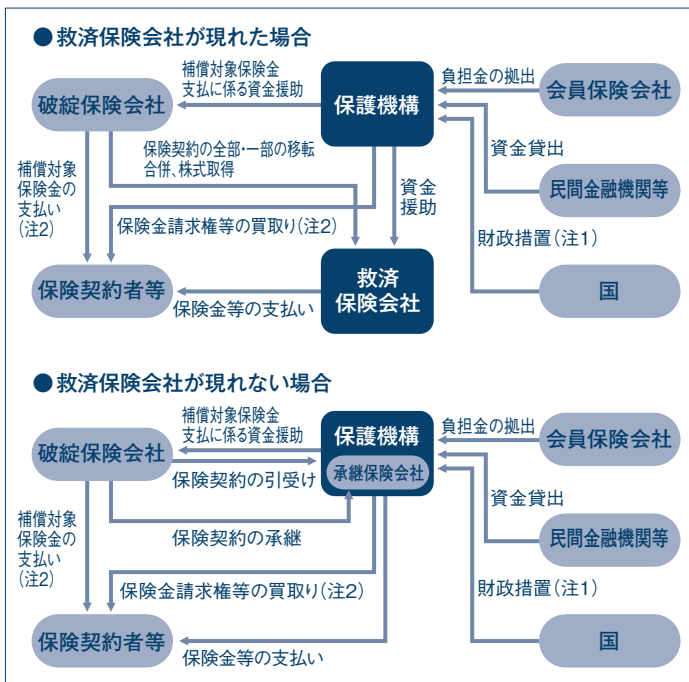 ●救済保険会社が現れた場合
補償対象保険金
支払に係る資金援助
負担金の拠出
破綻保険会社
保護機構
会員保険会社
資金貸出
保険契約の全部・一部の移転
合併、株式取得
補償対象
保険金の
支払い
(注2)
資金
援助
民間金融機関等
保険金請求権等の買取り(注2)
財政措置(注1)
保険契約者等
救済
保険会社
国
保険金等の支払い
●救済保険会社が現れない場合
補償対象保険金
支払に係る資金援助
負担金の拠出
破綻保険会社
保護機構
承継保険会社
会員保険会社
保険契約の引受け
資金貸出
補償対象
保険金の
支払い
(注2)
保険契約の承継
民間金融機関等
保険金請求権等の買取り(注2)
財政措置(注1)
保険契約者等
国
保険金等の支払い